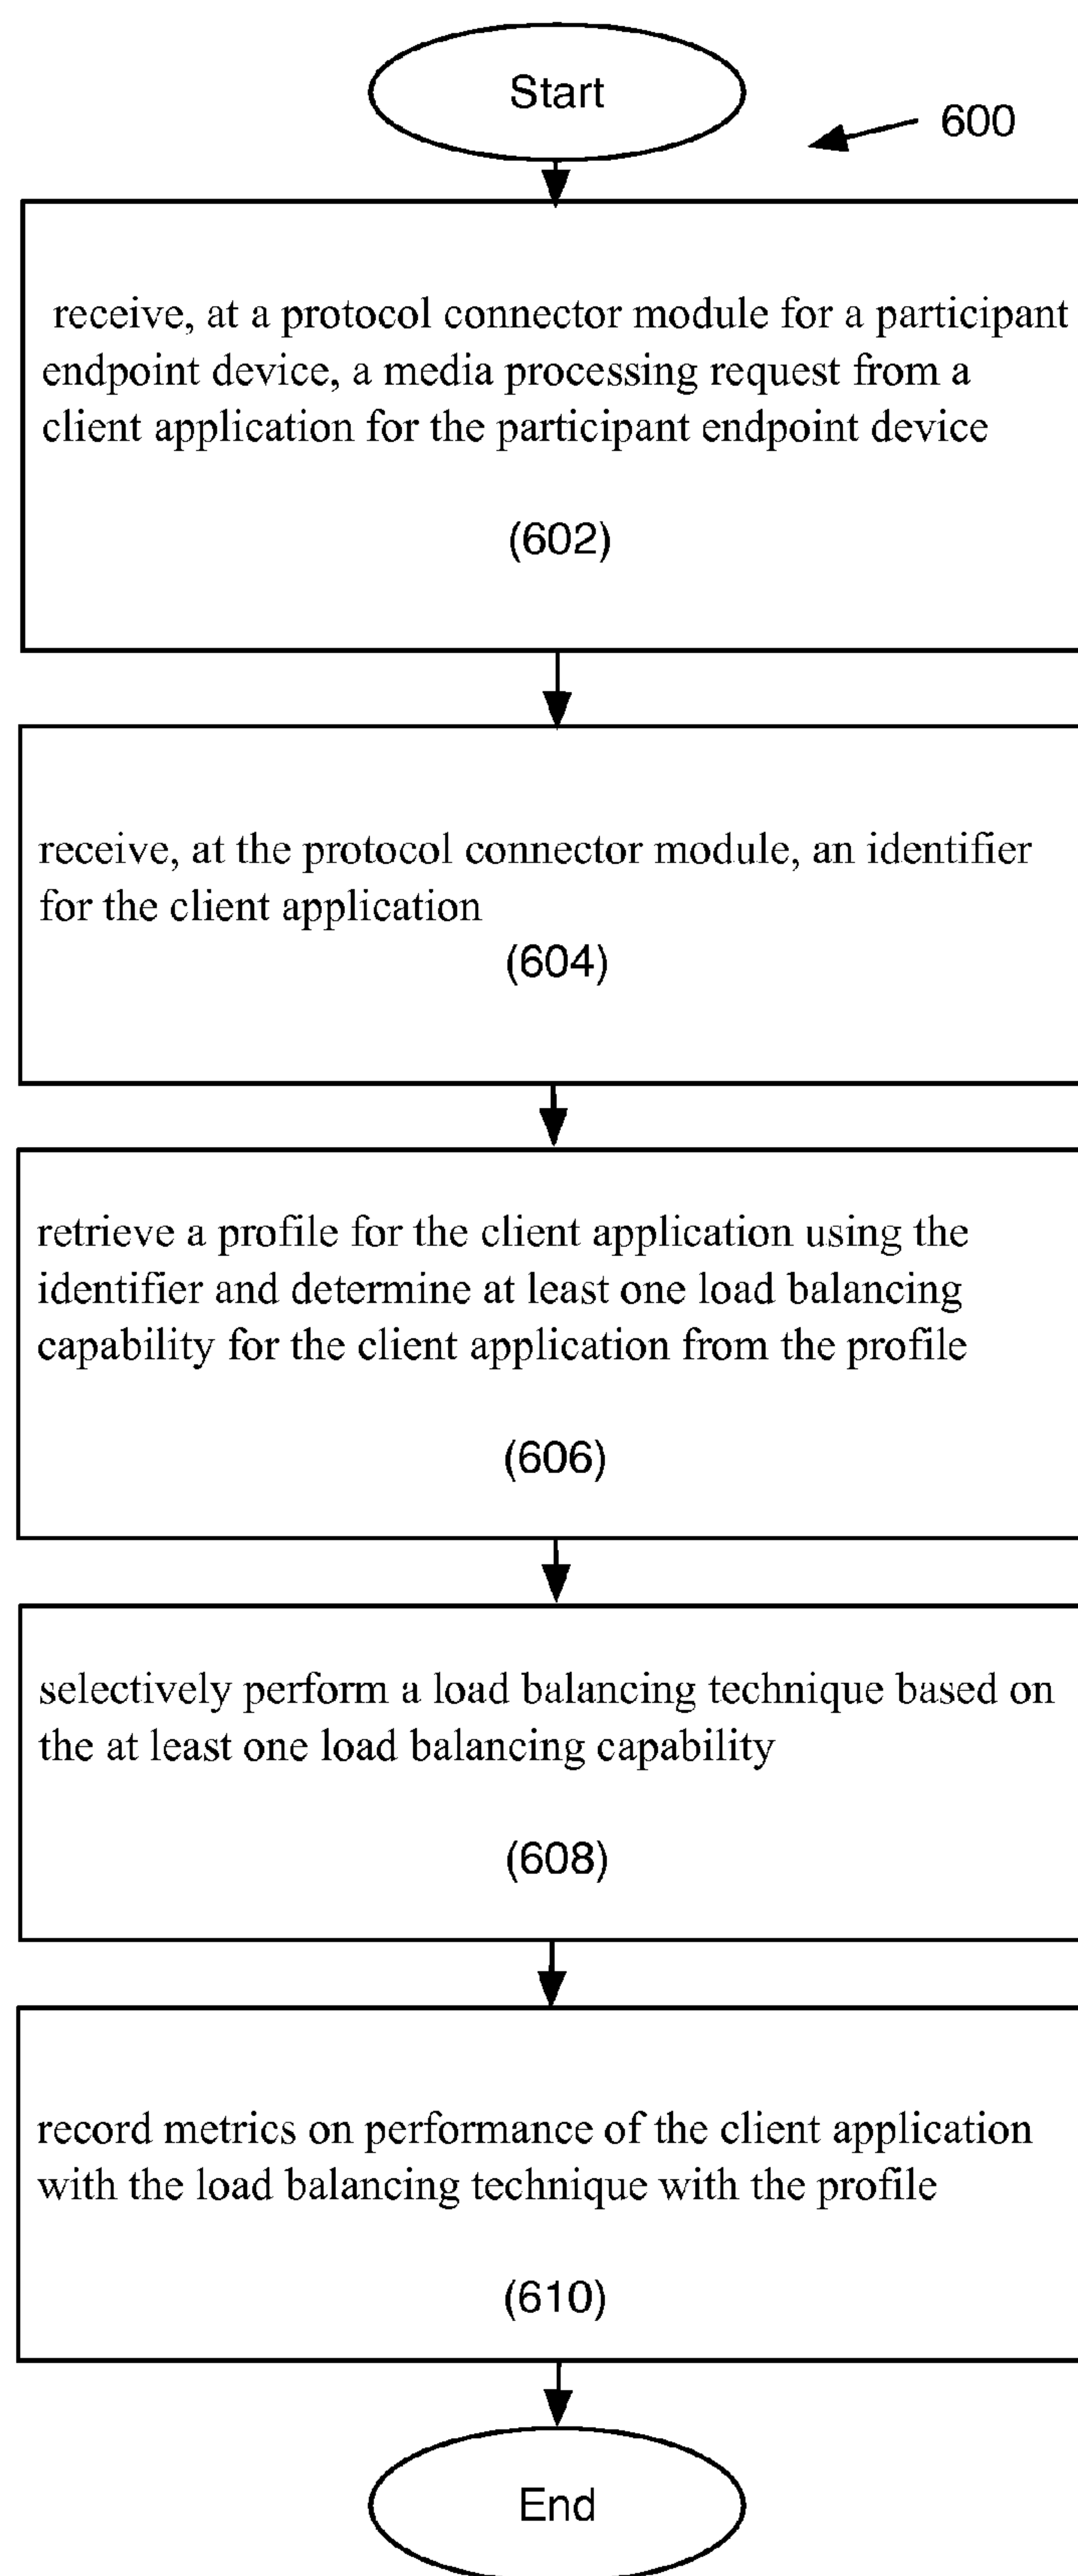 Start
600
receive, at a protocol connector module for a participant
endpoint device, a media processing request from a
client application for the participant endpoint device
(602)
receive, at the protocol connector module, an identifier
for the client application
(604)
retrieve a profile for the client application using the
identifier and determine at least one load balancing
capability for the client application from the profile
(606)
selectively perform a load balancing technique based on
the at least one load balancing capability
(608)
record metrics on performance of the client application
with the load balancing technique with the profile
(610)
End